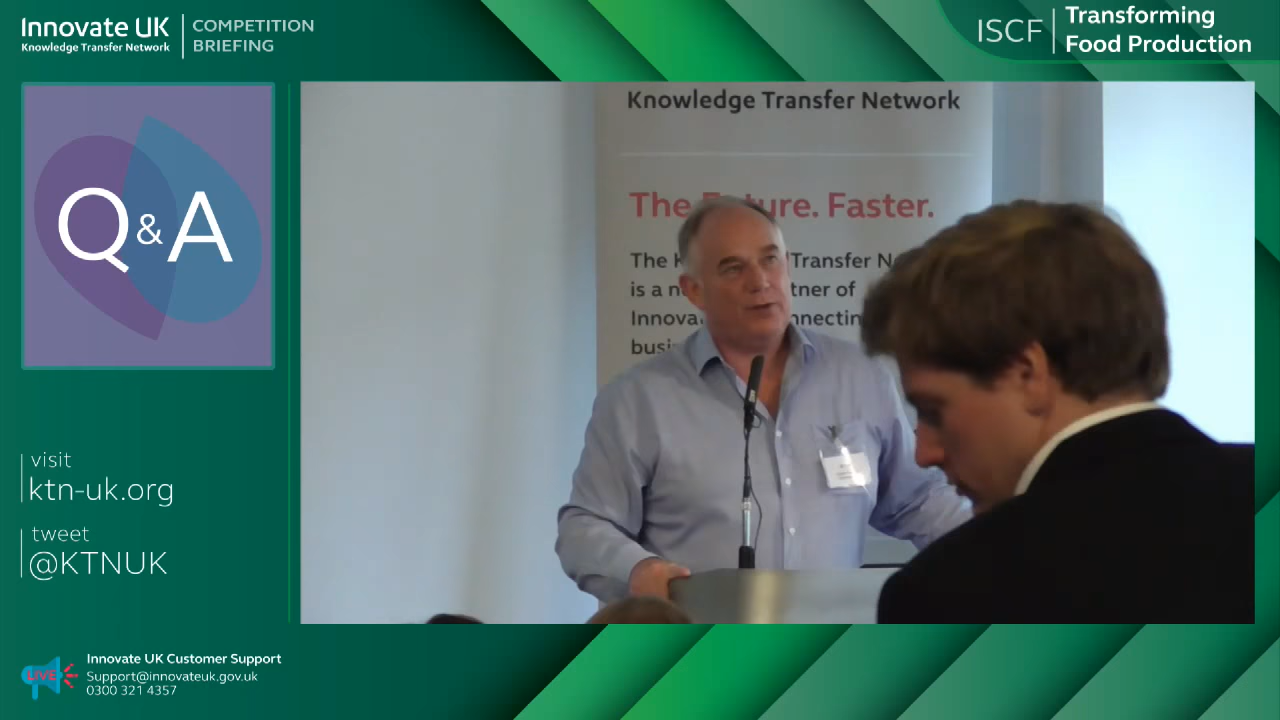 Innovate UK
Knowledge Transfer Network
COMPETITION
BRIEFING
ISCF
Transforming
Food Production
Q&A
Knowledge Transfer Network
The Future. Faster.
The K Transfer Ne
is a n tner of
Innova nnectin
busi
visit
ktn-uk.org
tweet
@KTNUK
LIVE
Innovate UK Customer Support
Support@innovateuk.gov.uk
0300 321 4357